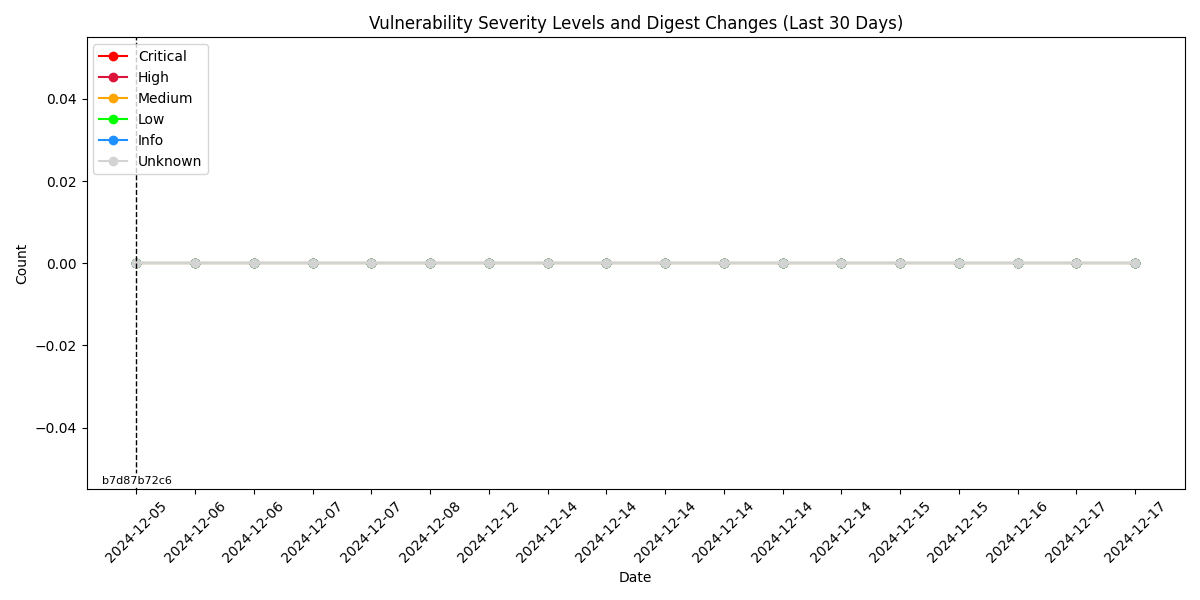 Vulnerability Severity Levels and Digest Changes (Last 30 Days)
Critical
High
Medium
Low
Info
Unknown
Count
0.04
0.02
0.00
−0.02
−0.04
b7d87b72c6
2024-12-05
2024-12-06
2024-12-06
2024-12-07
2024-12-07
2024-12-08
2024-12-12
2024-12-14
2024-12-14
2024-12-14
2024-12-14
2024-12-14
2024-12-14
2024-12-15
2024-12-15
2024-12-16
2024-12-17
2024-12-17
Date